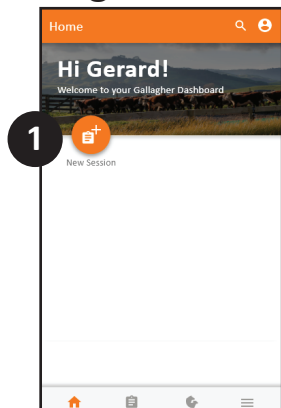 Home
Hi Gerard!
Welcome to your Gallagher Dashboard
1
New Session